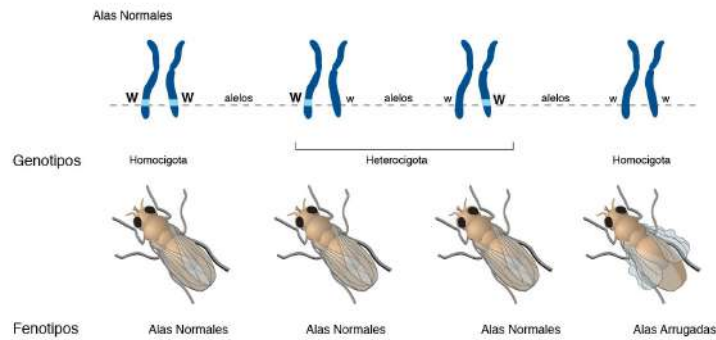 Alas Normales
W W alelos W w alelos w W alelos w w
Genotipos Homocigota Heterocigota Homocigota
Fenotipos Alas Normales Alas Normales Alas Normales Alas Arrugadas